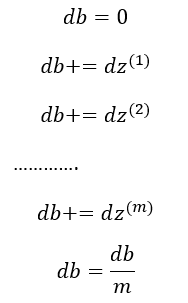 db = 0
db+= dz⁽¹⁾
db+= dz⁽²⁾
………….
db+= dz⁽ᵐ⁾
db = db/m